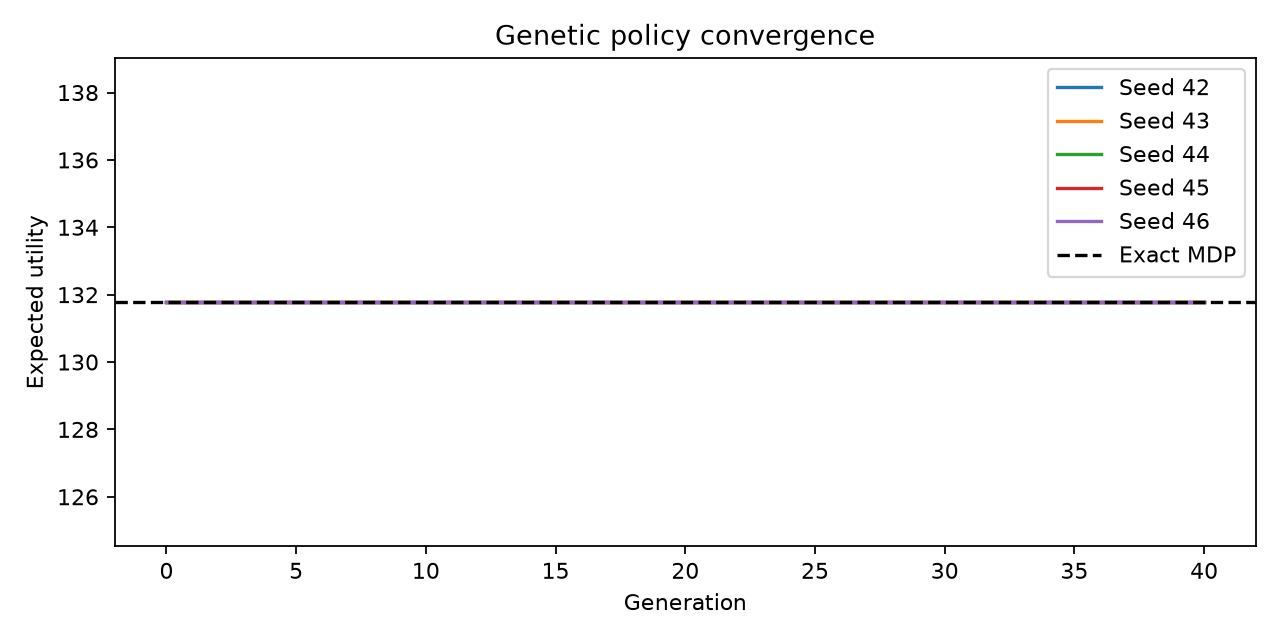 Genetic policy convergence
Expected utility
138
136
134
132
130
128
126
Seed 42
Seed 43
Seed 44
Seed 45
Seed 46
Exact MDP
0 5 10 15 20 25 30 35 40
Generation